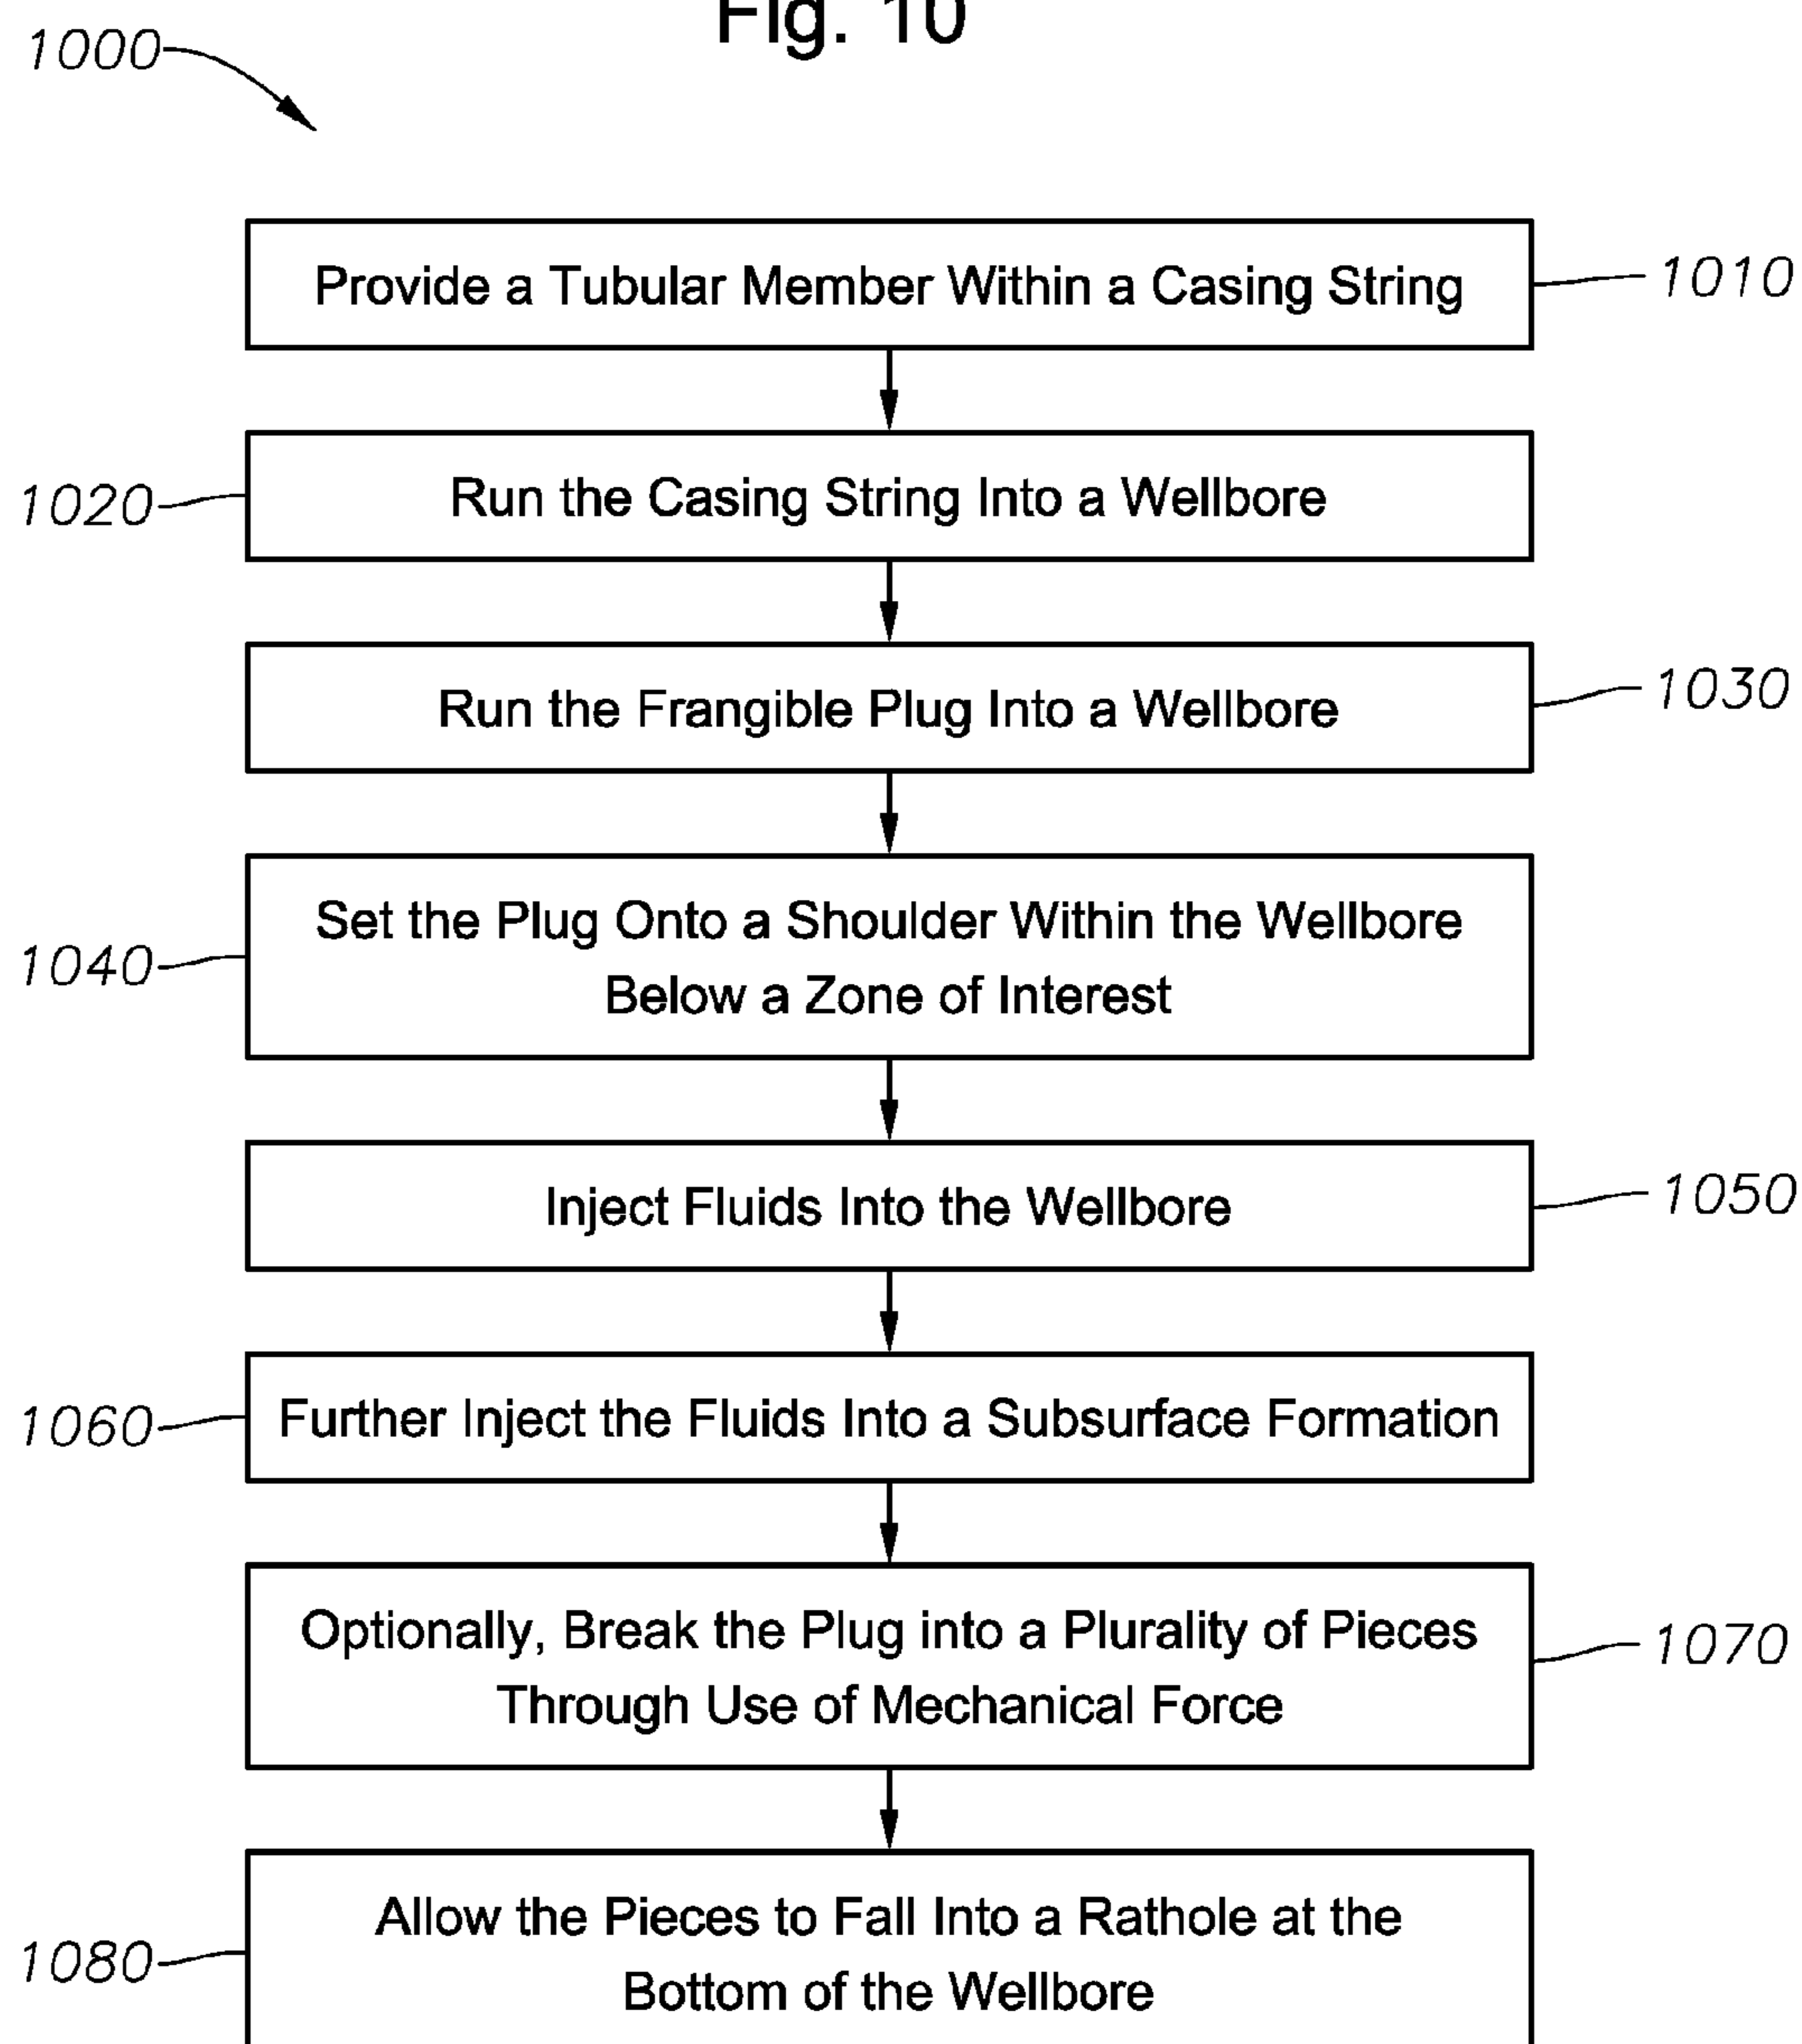 Fig. 10
1000
Provide a Tubular Member Within a Casing String
1010
Run the Casing String Into a Wellbore
1020
Run the Frangible Plug Into a Wellbore
1030
Set the Plug Onto a Shoulder Within the Wellbore
Below a Zone of Interest
1040
Inject Fluids Into the Wellbore
1050
Further Inject the Fluids Into a Subsurface Formation
1060
Optionally, Break the Plug into a Plurality of Pieces
Through Use of Mechanical Force
1070
Allow the Pieces to Fall Into a Rathole at the
Bottom of the Wellbore
1080